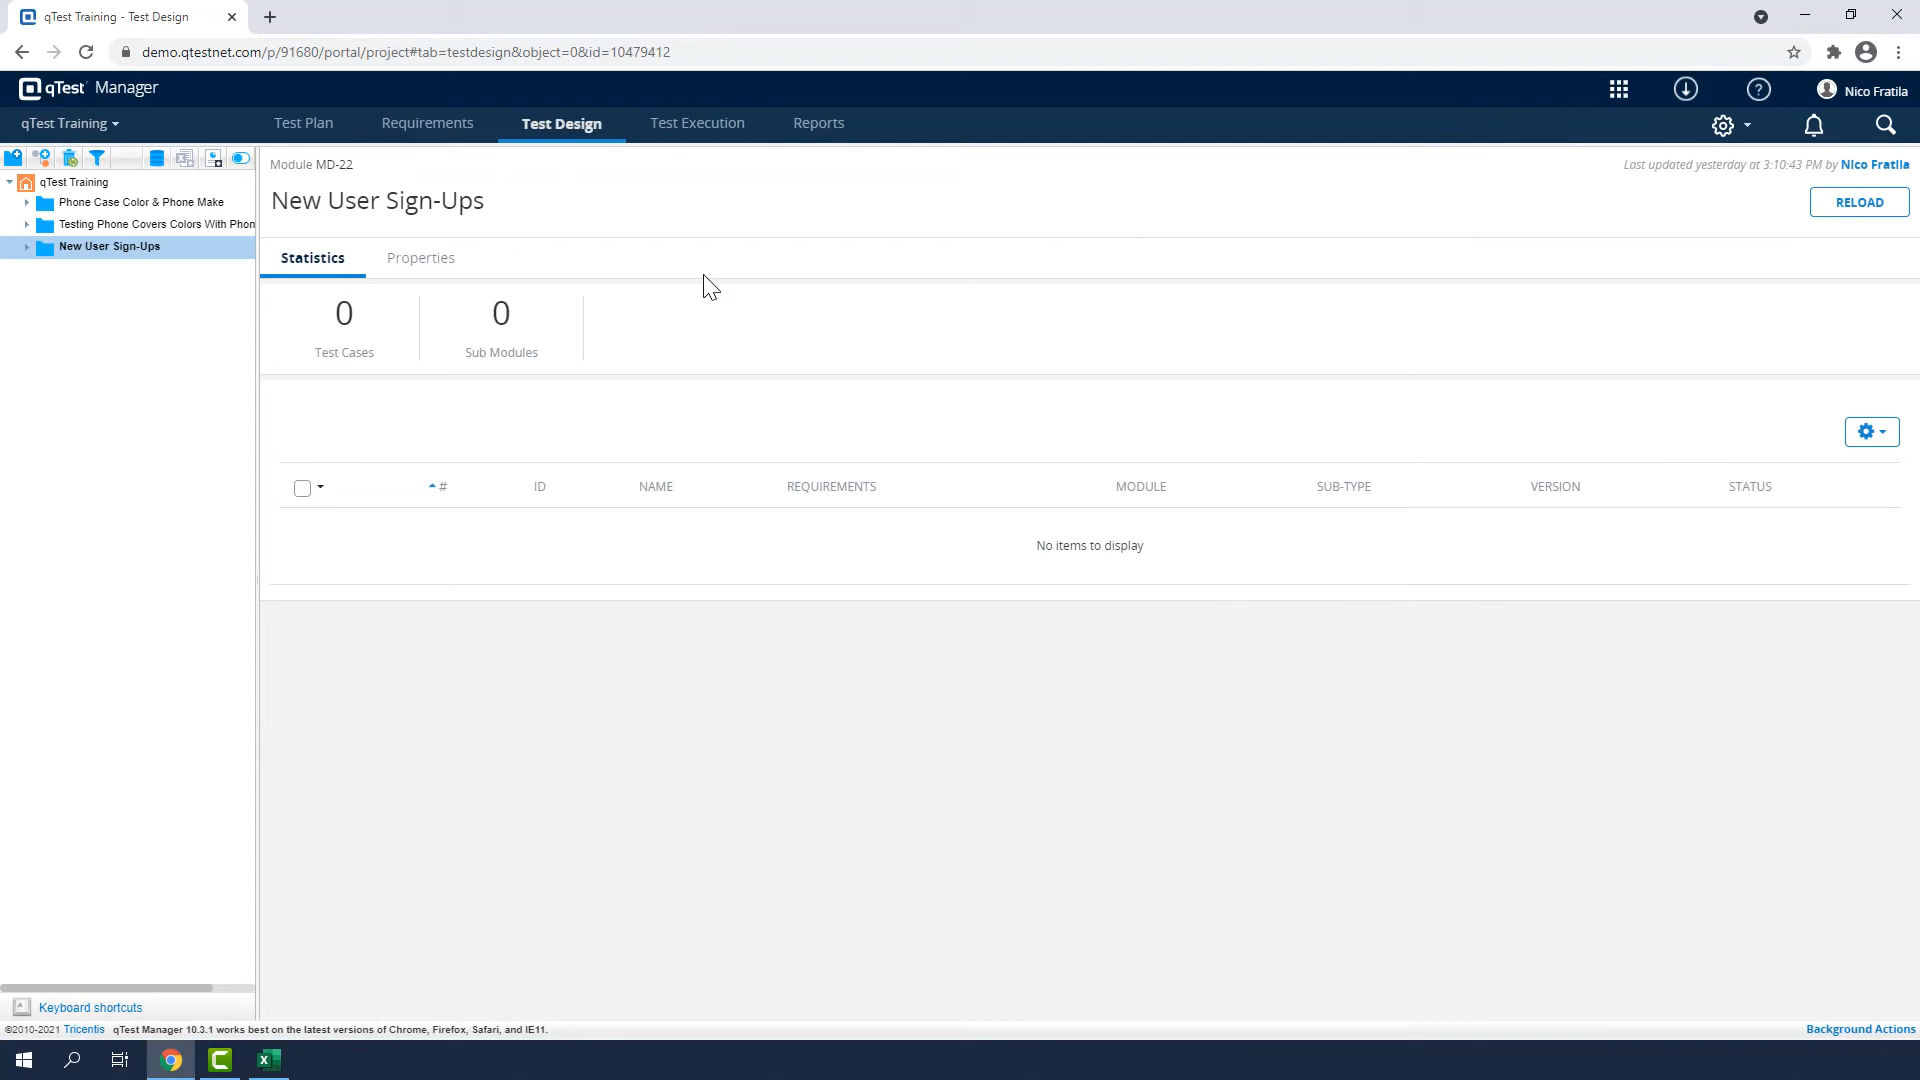 qTest Training - Test Design
demo.qtestnet.com/p/91680/portal/project#tab=testdesign&object=0&id=10479412
qTest Manager
Nico Fratila
qTest Training
Test Plan
Requirements
Test Design
Test Execution
Reports
Module MD-22
Last updated yesterday at 3:10:43 PM by Nico Fratila
qTest Training
Phone Case Color & Phone Make
Testing Phone Covers Colors With Phon
New User Sign-Ups
New User Sign-Ups
RELOAD
Statistics
Properties
0
Test Cases
0
Sub Modules
#
ID
NAME
REQUIREMENTS
MODULE
SUB-TYPE
VERSION
STATUS
No items to display
Keyboard shortcuts
©2010-2021 Tricentis qTest Manager 10.3.1 works best on the latest versions of Chrome, Firefox, Safari, and IE11.
Background Actions